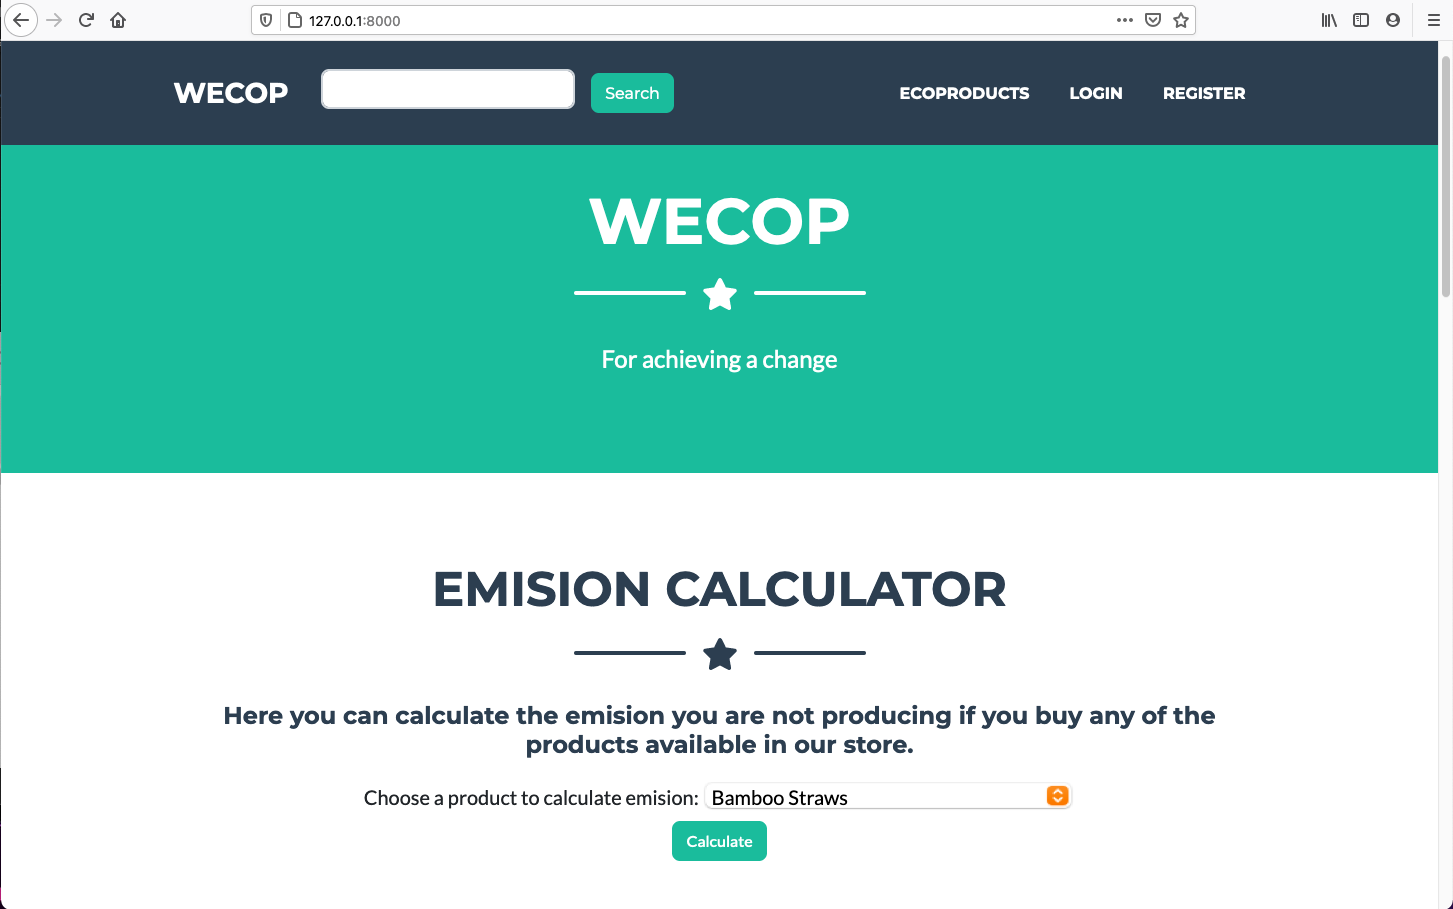 127.0.0.1:8000
WECOP
Search
ECOPRODUCTS
LOGIN
REGISTER
WECOP
For achieving a change
EMISION CALCULATOR
Here you can calculate the emision you are not producing if you buy any of the
products available in our store.
Choose a product to calculate emision: Bamboo Straws
Calculate